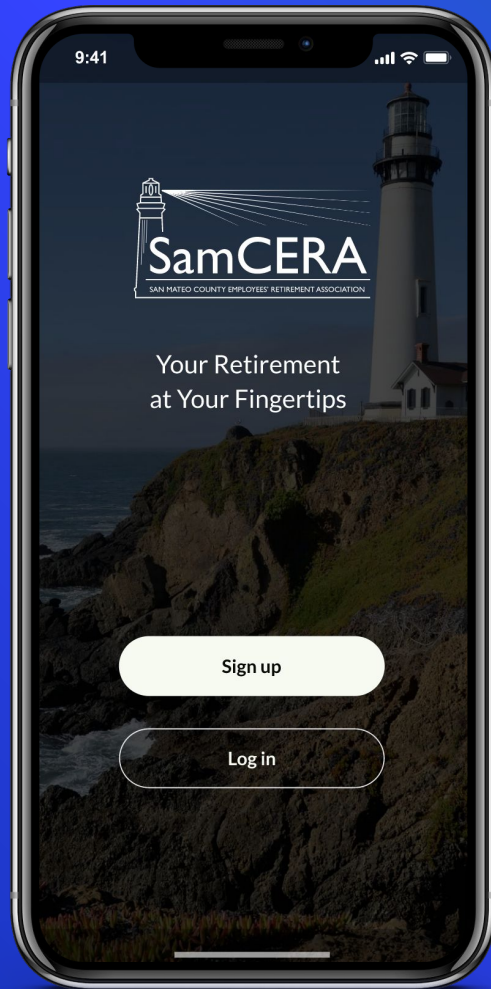 9:41
SamCERA
SAN MATEO COUNTY EMPLOYEES' RETIREMENT ASSOCIATION
Your Retirement
at Your Fingertips
Sign up
Log in